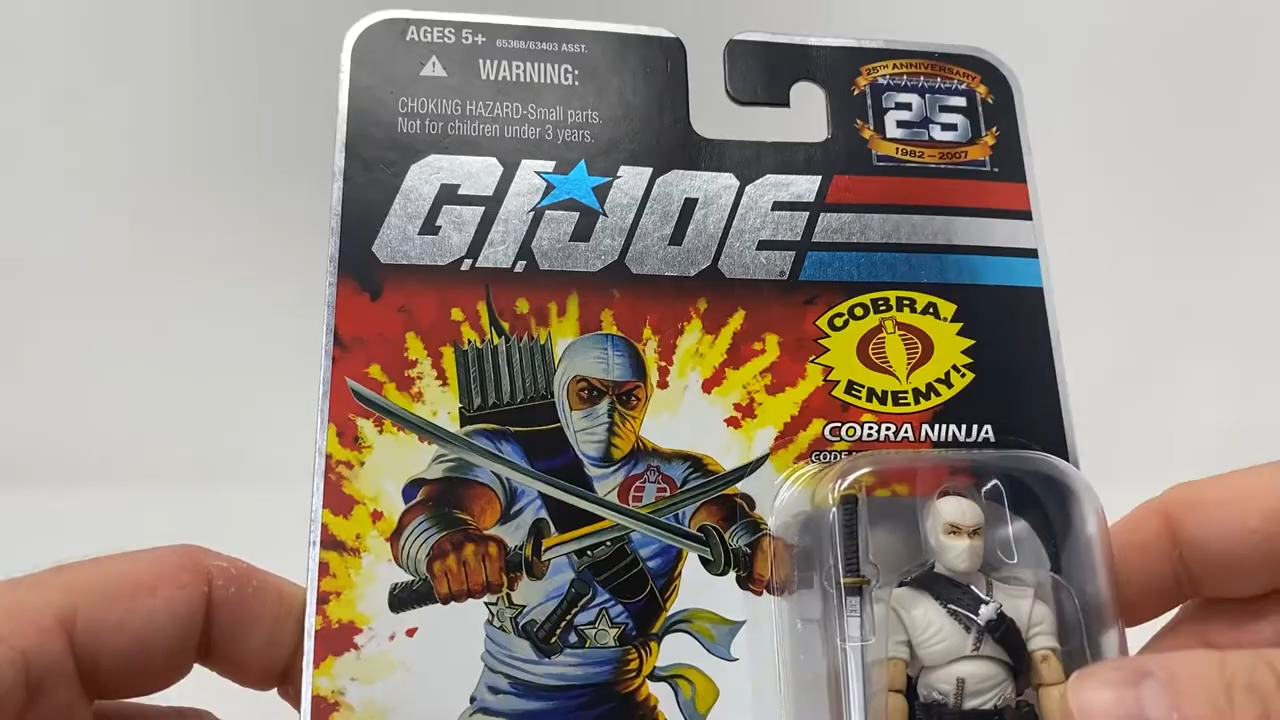 AGES 5+ 65368/63403 ASST.
WARNING:
CHOKING HAZARD-Small parts.
Not for children under 3 years.
25TH ANNIVERSARY
25
1982-2007
G.I.JOE
COBRA
ENEMY!
COBRA NINJA